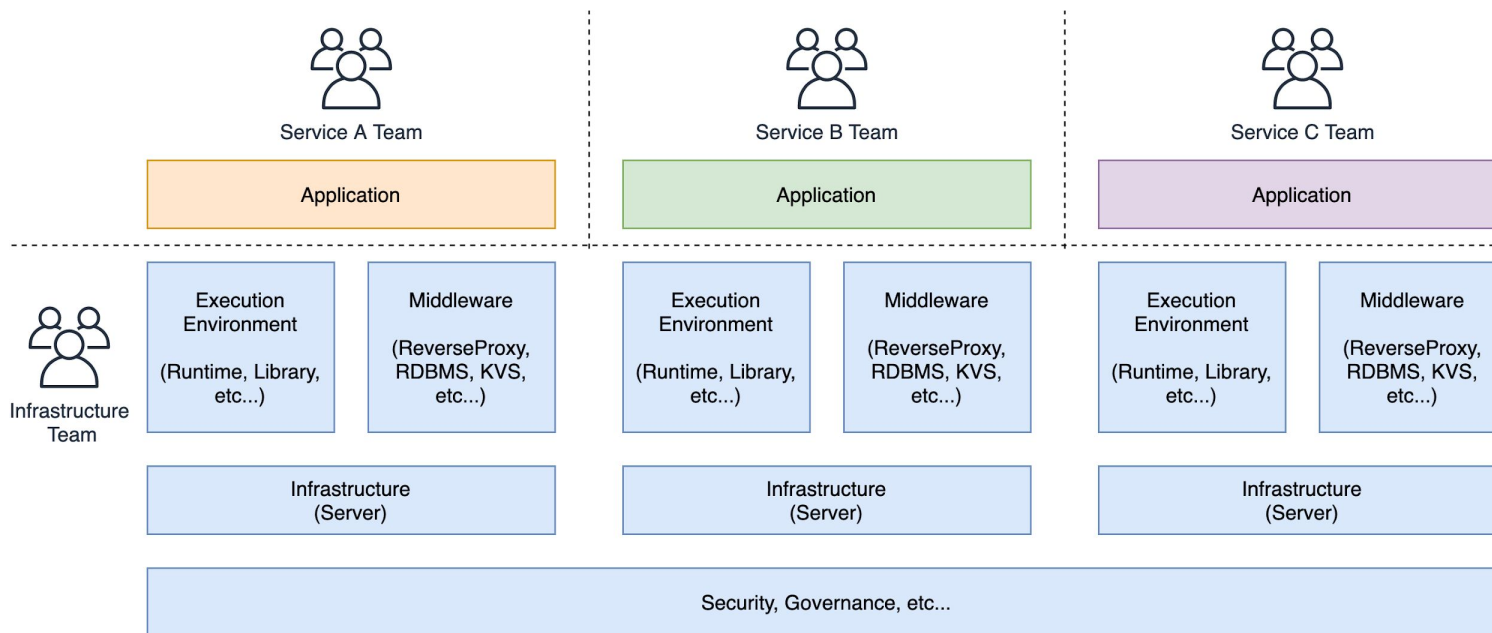 Service A Team
Service B Team
Service C Team
Application
Application
Application
Infrastructure
Team
Execution
Environment
(Runtime, Library,
etc...)
Middleware
(ReverseProxy,
RDBMS, KVS,
etc...)
Execution
Environment
(Runtime, Library,
etc...)
Middleware
(ReverseProxy,
RDBMS, KVS,
etc...)
Execution
Environment
(Runtime, Library,
etc...)
Middleware
(ReverseProxy,
RDBMS, KVS,
etc...)
Infrastructure
(Server)
Infrastructure
(Server)
Infrastructure
(Server)
Security, Governance, etc...